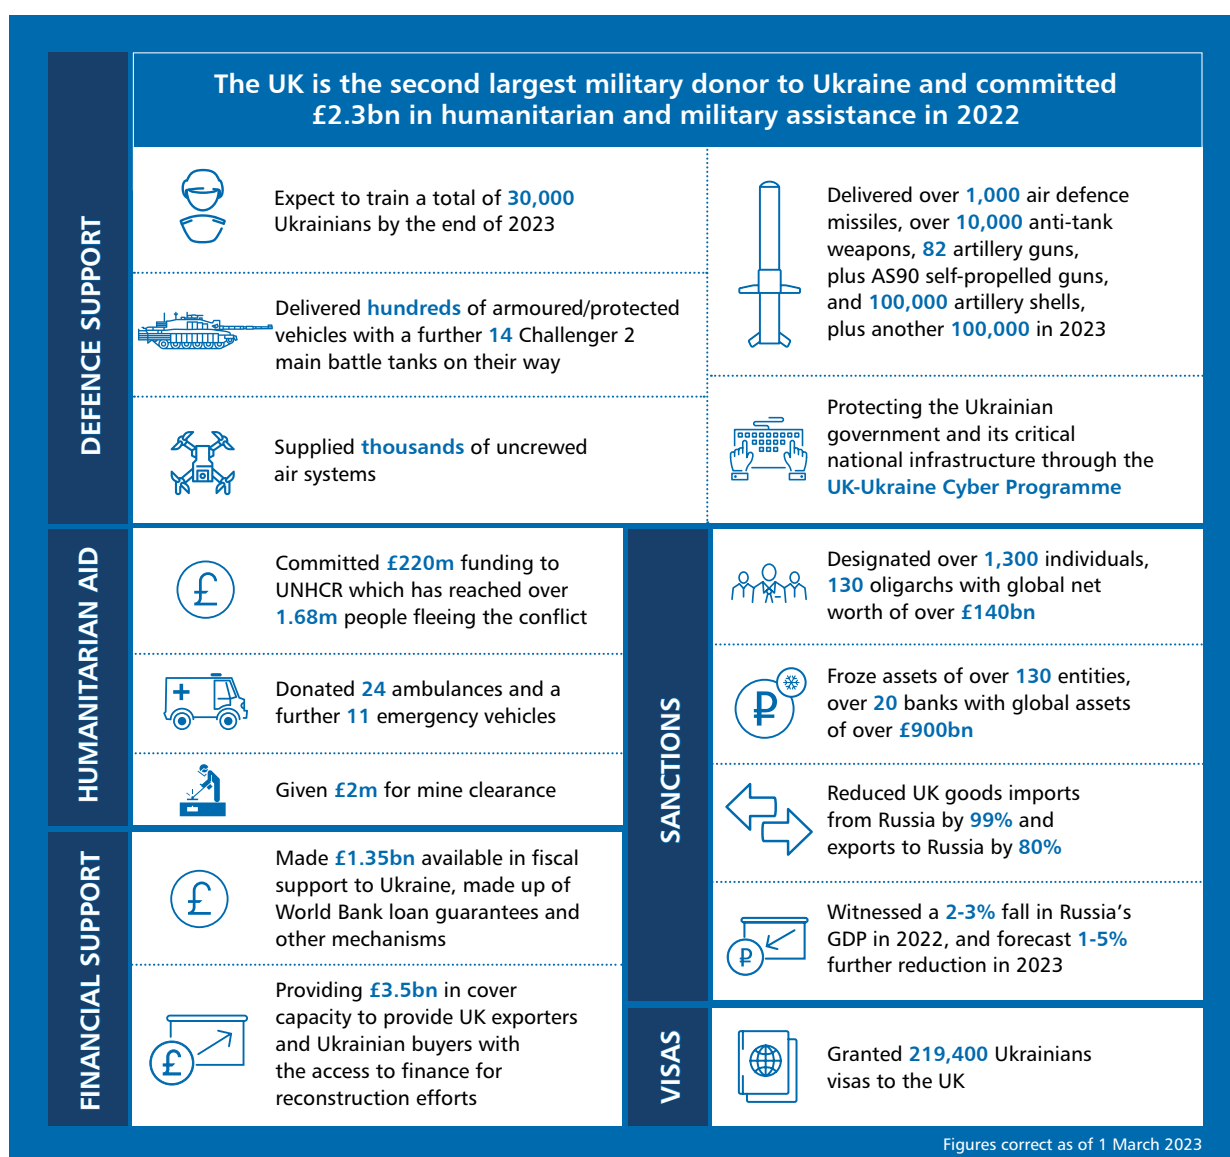 The UK is the second largest military donor to Ukraine and committed
£2.3bn in humanitarian and military assistance in 2022
DEFENCE SUPPORT
Expect to train a total of 30,000
Ukrainians by the end of 2023
Delivered hundreds of armoured/protected
vehicles with a further 14 Challenger 2
main battle tanks on their way
Supplied thousands of uncrewed
air systems
Delivered over 1,000 air defence
missiles, over 10,000 anti-tank
weapons, 82 artillery guns,
plus AS90 self-propelled guns,
and 100,000 artillery shells,
plus another 100,000 in 2023
Protecting the Ukrainian
government and its critical
national infrastructure through the
UK-Ukraine Cyber Programme
HUMANITARIAN AID
£
Committed £220m funding to
UNHCR which has reached over
1.68m people fleeing the conflict
Donated 24 ambulances and a
further 11 emergency vehicles
Given £2m for mine clearance
FINANCIAL SUPPORT
£
Made £1.35bn available in fiscal
support to Ukraine, made up of
World Bank loan guarantees and
other mechanisms
£
Providing £3.5bn in cover
capacity to provide UK exporters
and Ukrainian buyers with
the access to finance for
reconstruction efforts
SANCTIONS
Designated over 1,300 individuals,
130 oligarchs with global net
worth of over £140bn
₽
Froze assets of over 130 entities,
over 20 banks with global assets
of over £900bn
Reduced UK goods imports
from Russia by 99% and
exports to Russia by 80%
₽
Witnessed a 2-3% fall in Russia’s
GDP in 2022, and forecast 1-5%
further reduction in 2023
VISAS
Granted 219,400 Ukrainians
visas to the UK
Figures correct as of 1 March 2023